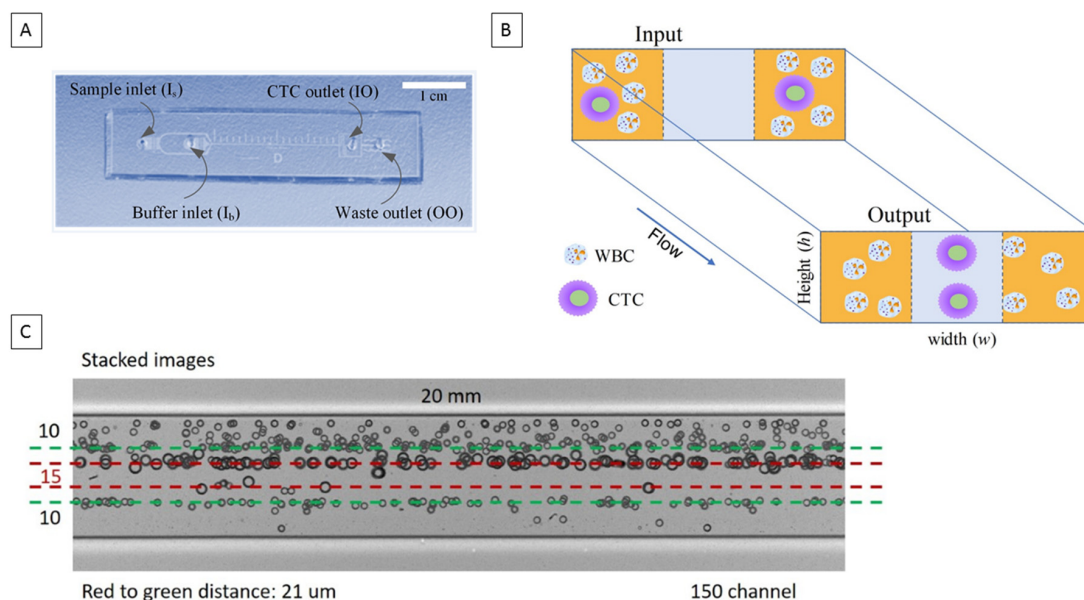 A
Sample inlet (Is)
CTC outlet (IO)
1 cm
D
Buffer inlet (Ib)
Waste outlet (OO)
B
Input
Output
Flow
WBC
CTC
Height (h)
width (w)
C
Stacked images
20 mm
10
15
10
Red to green distance: 21 um
150 channel